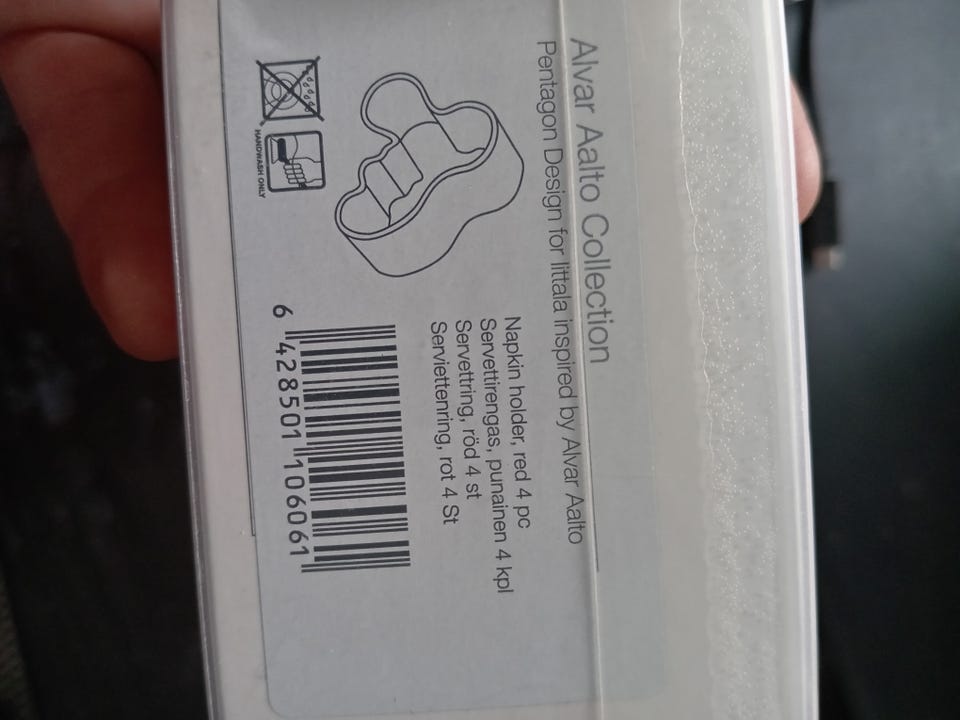 Alvar Aalto Collection
Pentagon Design for Iittala inspired by Alvar Aalto
Napkin holder, red 4 pc
Servettirengas, punainen 4 kpl
Servettring, röd 4 st
Serviettenring, rot 4 St
HANDWASH ONLY
6 428501 106061